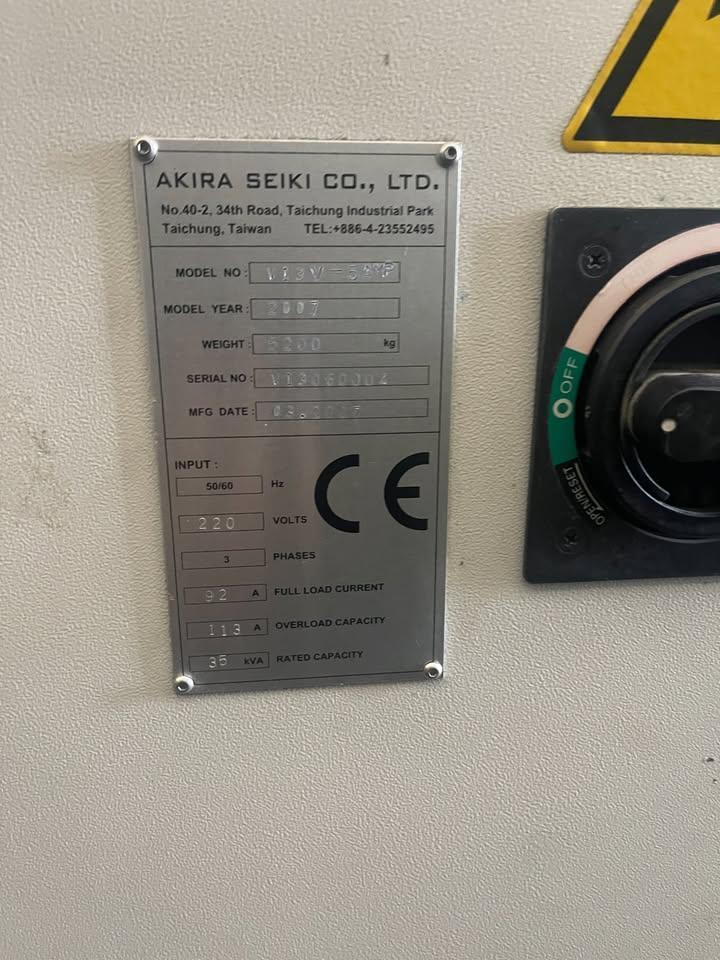 AKIRA SEIKI CO., LTD.
No.40-2, 34th Road, Taichung Industrial Park
Taichung, Taiwan TEL:+886-4-23552495
MODEL NO :
MODEL YEAR : 2007
WEIGHT : 5200 kg
SERIAL NO : V13060004
MFG DATE :
INPUT :
50/60 Hz
220 VOLTS
3 PHASES
92 A FULL LOAD CURRENT
113 A OVERLOAD CAPACITY
35 kVA RATED CAPACITY
CE
O OFF
OPEN/RESET